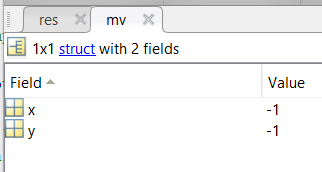 res mv
1x1 struct with 2 fields
Field Value
x -1
y -1